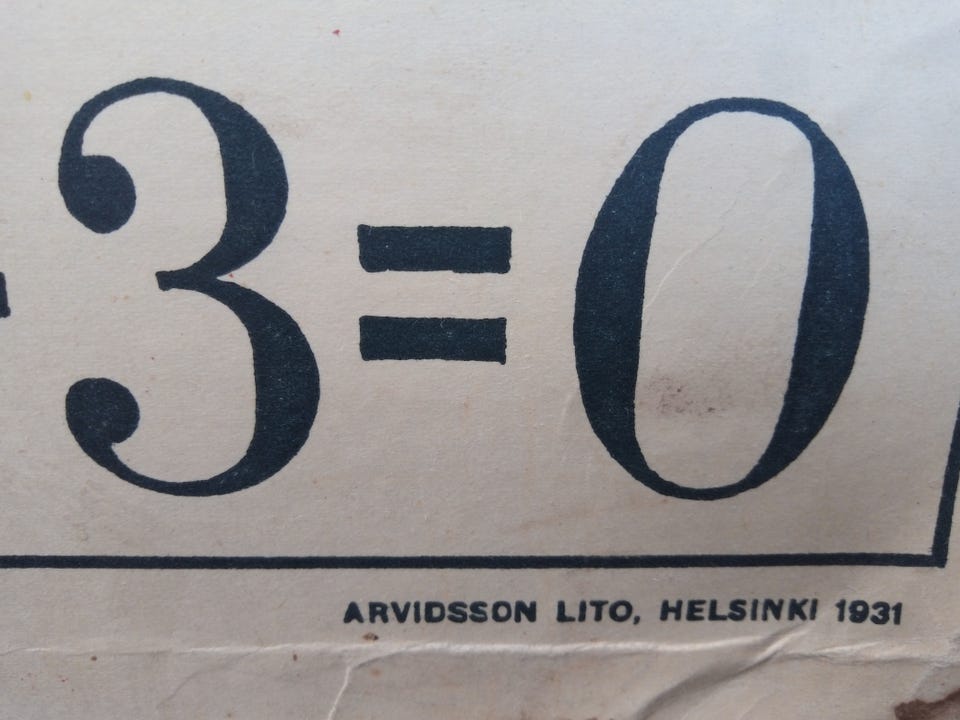 -3=0
ARVIDSSON LITO, HELSINKI 1931